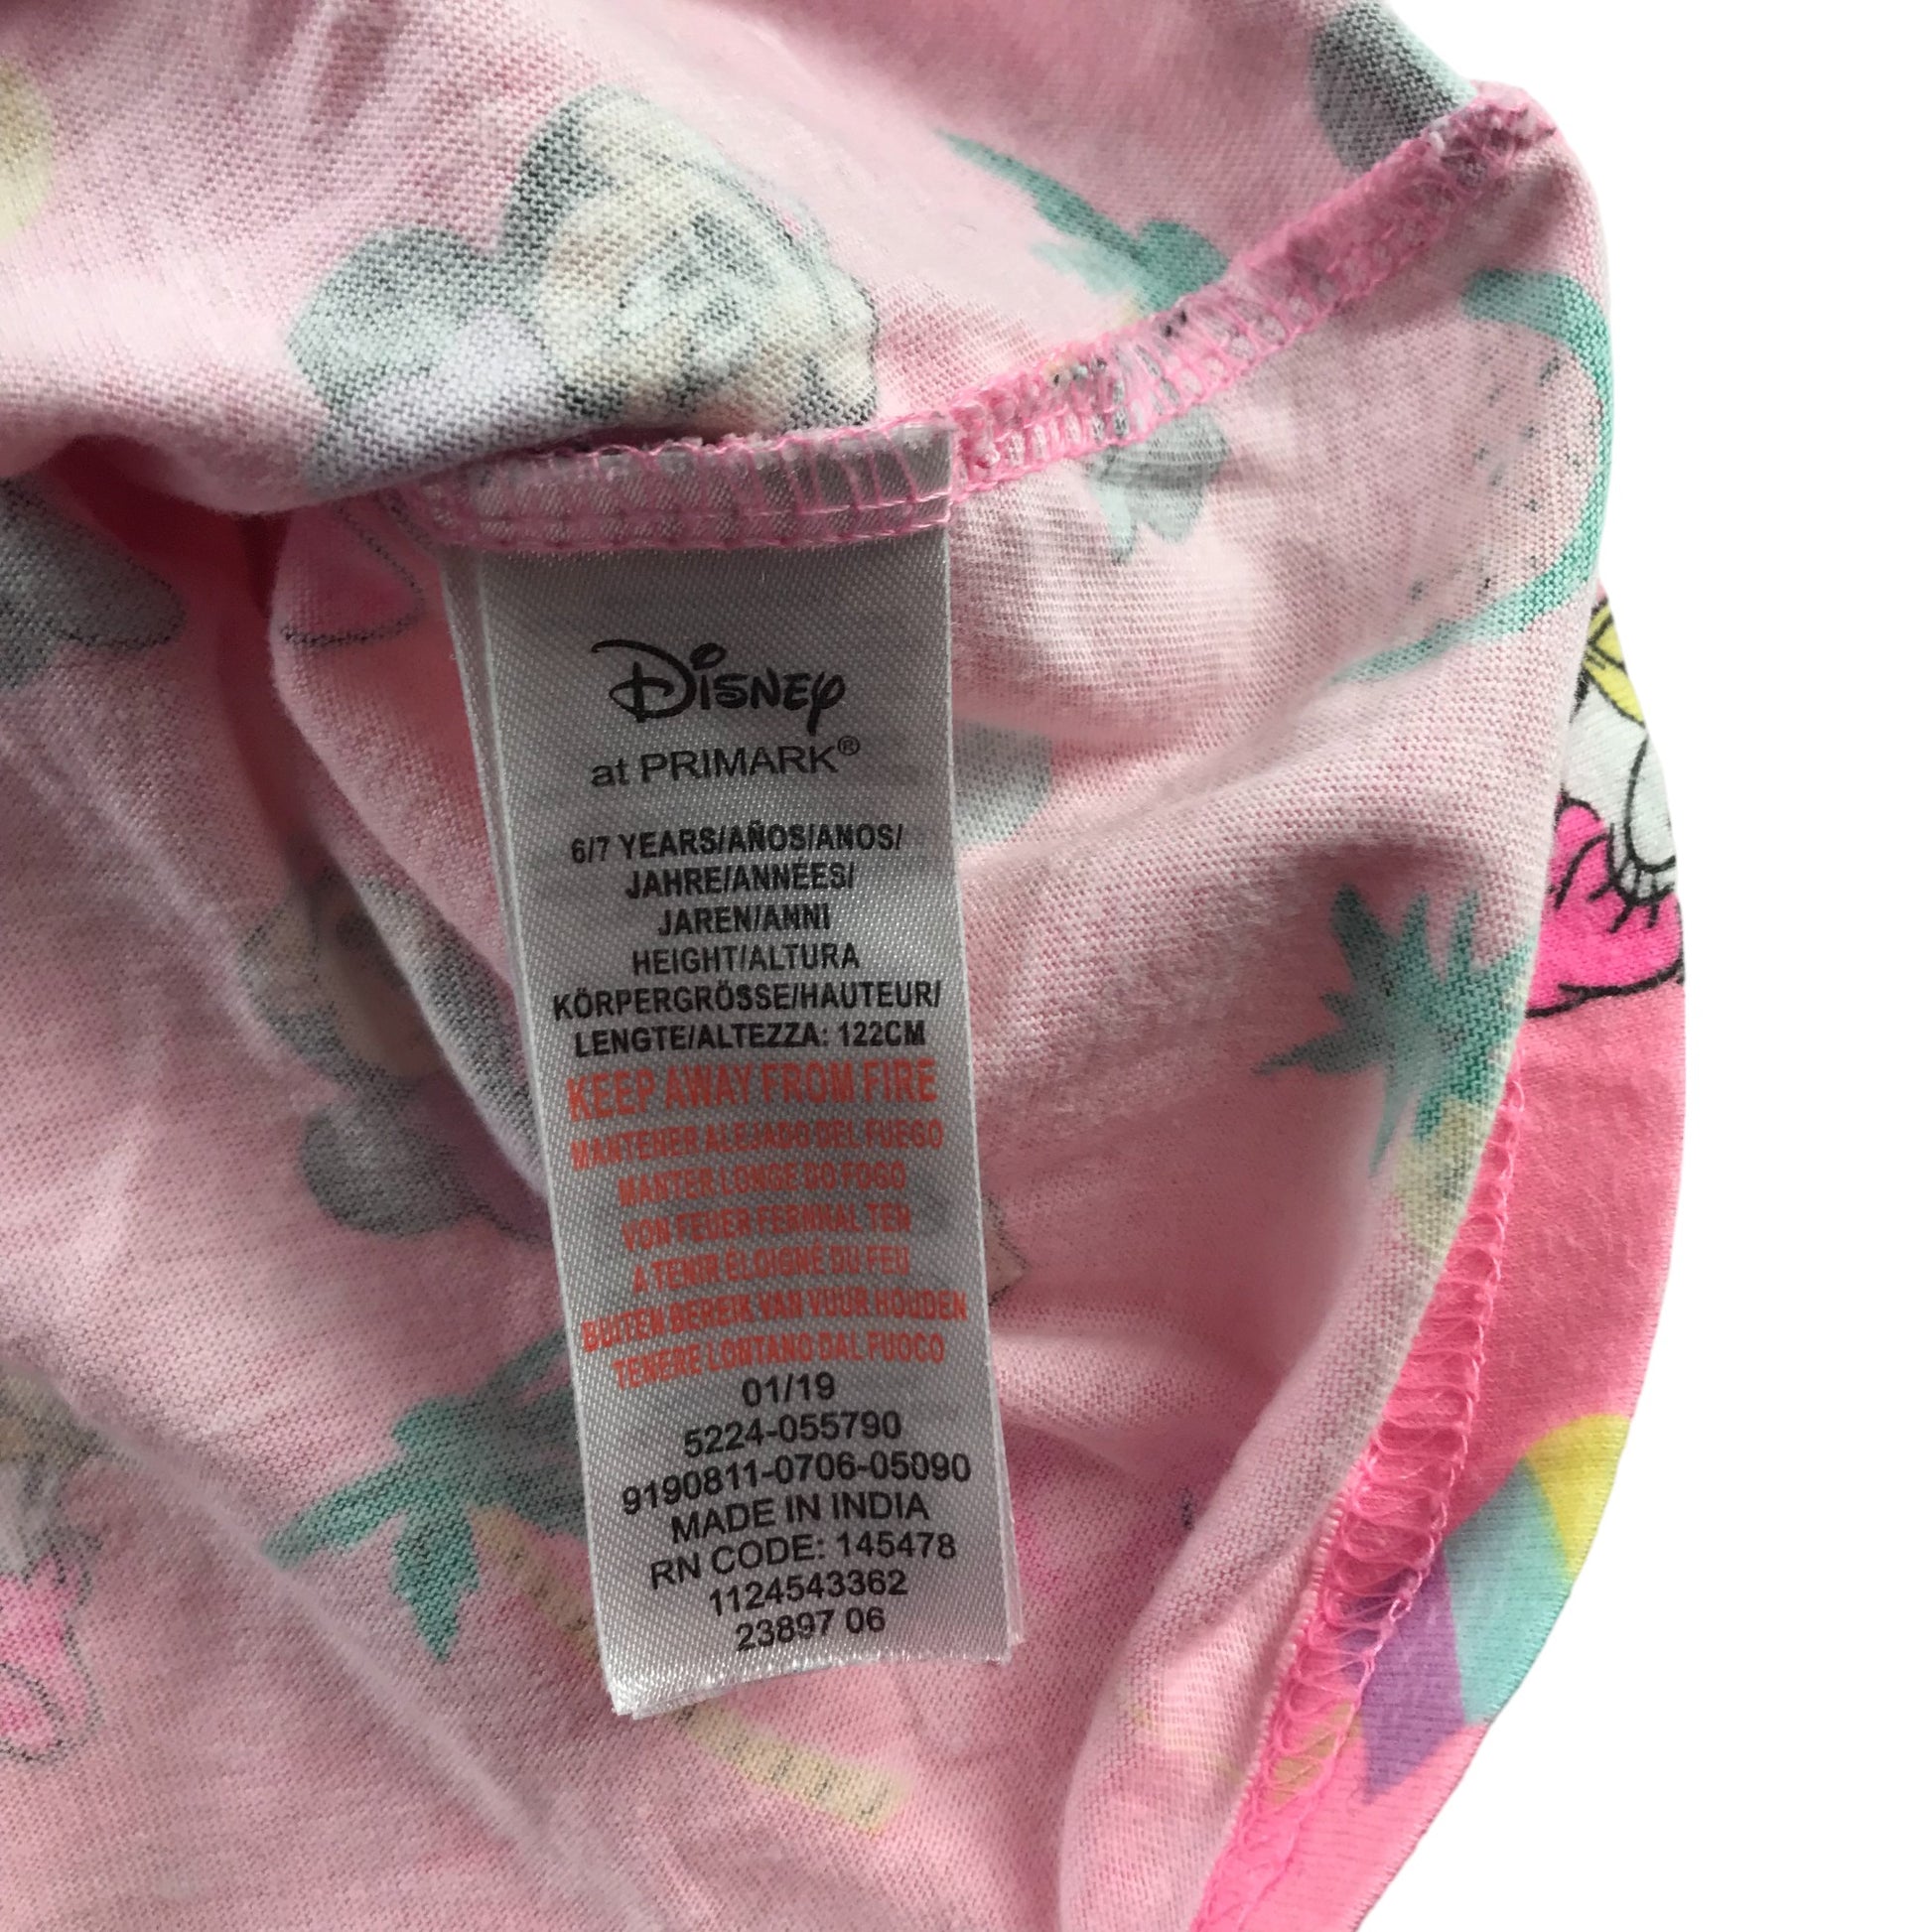 Disney
at PRIMARK®
6/7 YEARS/AÑOS/ANOS/
JAHRE/ANNÉES/
JAREN/ANNI
HEIGHT/ALTURA
KÖRPERGRÖSSE/HAUTEUR/
LENGTE/ALTEZZA: 122CM
KEEP AWAY FROM FIRE
MANTENER ALEJADO DEL FUEGO
MANTER LONGE DO FOGO
VON FEUER FERNHALTEN
A TENIR ÉLOIGNÉ DU FEU
BUITEN BEREIK VAN VUUR HOUDEN
TENERE LONTANO DAL FUOCO
01/19
5224-055790
9190811-0706-05090
MADE IN INDIA
RN CODE: 145478
1124543362
23897 06